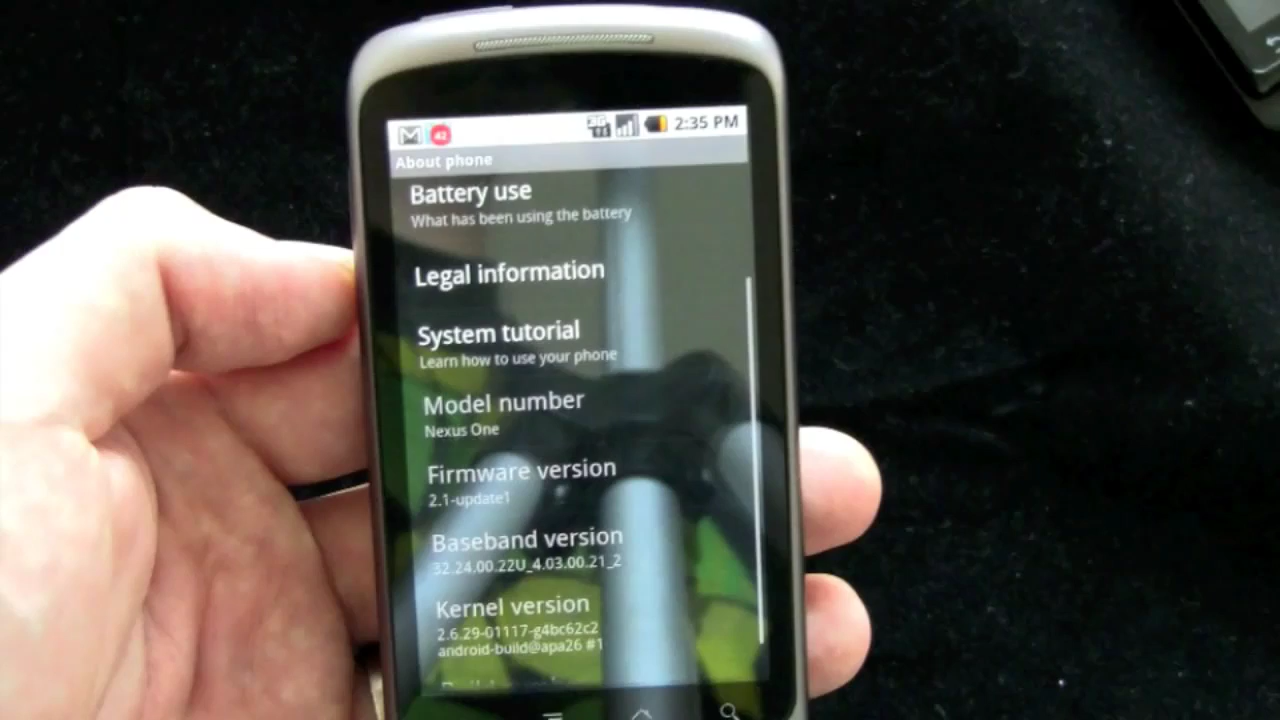 42 3G 2:35 PM
About phone
Battery use
What has been using the battery
Legal information
System tutorial
Learn how to use your phone
Model number
Nexus One
Firmware version
2.1-update1
Baseband version
32.24.00.22U_4.03.00.21_2
Kernel version
2.6.29-01117-g4bc62c2
android-build@apa26 #1